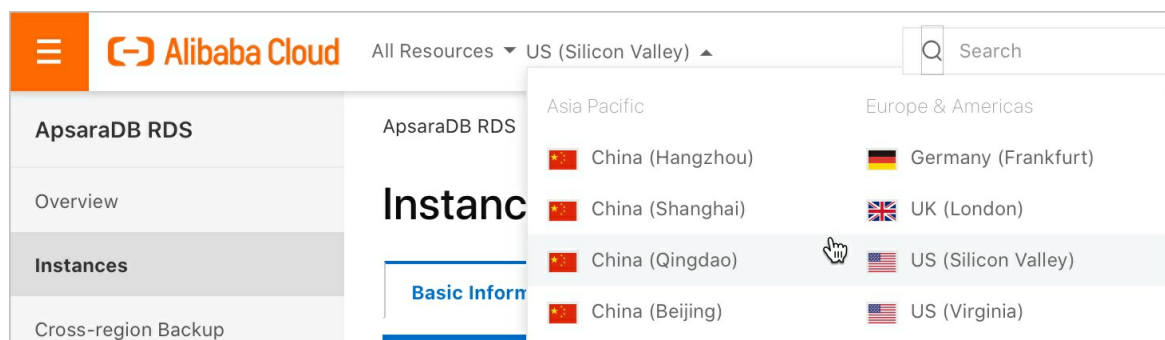 Alibaba Cloud All Resources US (Silicon Valley) Search
ApsaraDB RDS
Overview
Instances
Cross-region Backup
ApsaraDB RDS
Instanc
Basic Inforn
Asia Pacific Europe & Americas
China (Hangzhou) Germany (Frankfurt)
China (Shanghai) UK (London)
China (Qingdao) US (Silicon Valley)
China (Beijing) US (Virginia)